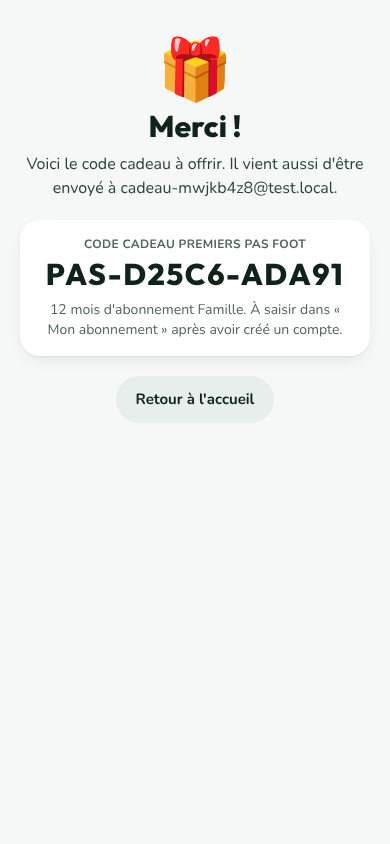 Merci !
Voici le code cadeau à offrir. Il vient aussi d'être
envoyé à cadeau-mwjkb4z8@test.local.
CODE CADEAU PREMIERS PAS FOOT
PAS-D25C6-ADA91
12 mois d'abonnement Famille. À saisir dans «
Mon abonnement » après avoir créé un compte.
Retour à l'accueil